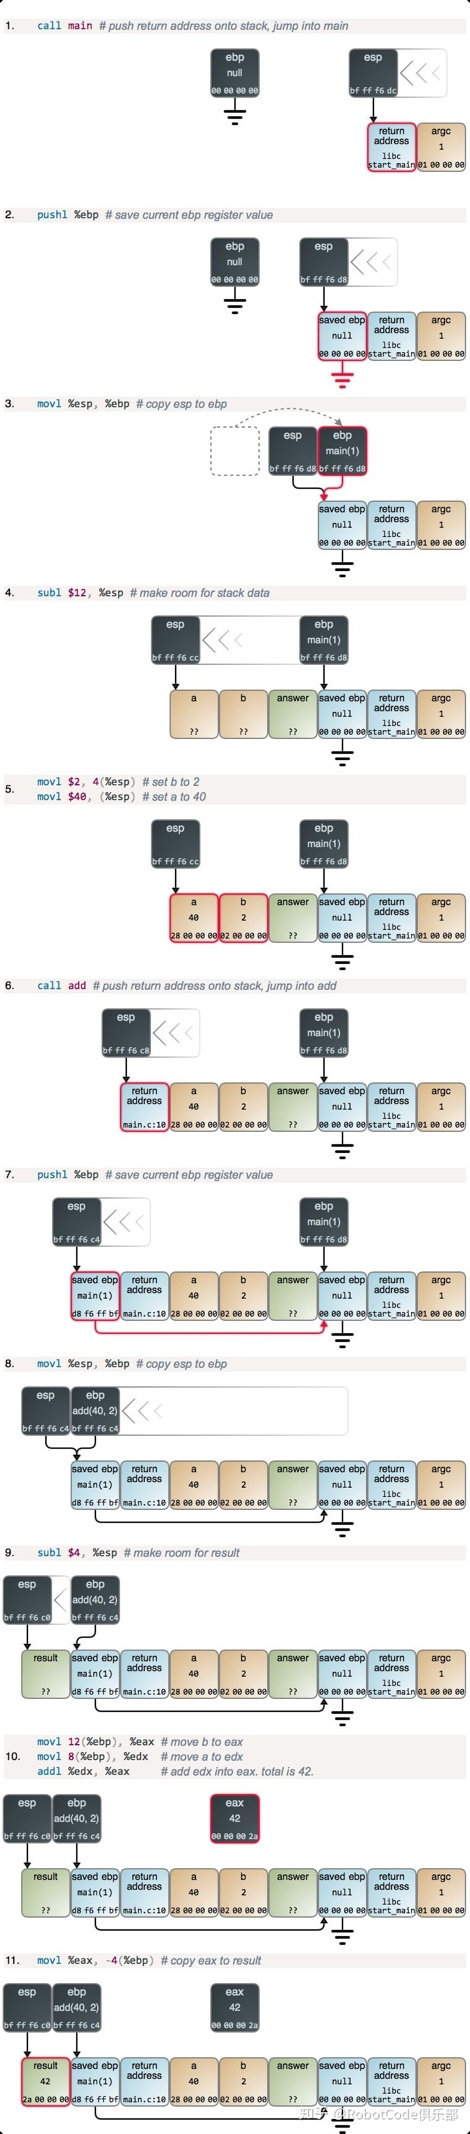 1. call main # push return address onto stack, jump into main
ebp esp
null
00 00 00 00 bf ff f6 dc
return address argc
libc start_main 1
01 00 00 00
2. pushl %ebp # save current ebp register value
ebp esp
null
00 00 00 00 bf ff f6 d8
saved ebp return address argc
null libc 1
00 00 00 00 start_main 01 00 00 00
3. movl %esp, %ebp # copy esp to ebp
esp ebp
main(1)
bf ff f6 d8 bf ff f6 d8
saved ebp return address argc
null libc 1
00 00 00 00 start_main 01 00 00 00
4. subl $12, %esp # make room for stack data
esp ebp
main(1)
bf ff f6 cc bf ff f6 d8
a b answer saved ebp return address argc
null libc 1
?? ?? ?? 00 00 00 00 start_main 01 00 00 00
movl $2, 4(%esp) # set b to 2
5. movl $40, (%esp) # set a to 40
esp ebp
main(1)
bf ff f6 cc bf ff f6 d8
a b answer saved ebp return address argc
40 2 null libc 1
28 00 00 00 02 00 00 00 ?? 00 00 00 00 start_main 01 00 00 00
6. call add # push return address onto stack, jump into add
esp ebp
main(1)
bf ff f6 c8 bf ff f6 d8
return address a b answer saved ebp return address argc
40 2 null libc 1
main.c:10 28 00 00 00 02 00 00 00 ?? 00 00 00 00 start_main 01 00 00 00
7. pushl %ebp # save current ebp register value
esp ebp
main(1)
bf ff f6 c4 bf ff f6 d8
saved ebp return address a b answer saved ebp return address argc
main(1) 40 2 null libc 1
d8 f6 ff bf main.c:10 28 00 00 00 02 00 00 00 ?? 00 00 00 00 start_main 01 00 00 00
8. movl %esp, %ebp # copy esp to ebp
esp ebp
add(40, 2)
bf ff f6 c4 bf ff f6 c4
saved ebp return address a b answer saved ebp return address argc
main(1) 40 2 null libc 1
d8 f6 ff bf main.c:10 28 00 00 00 02 00 00 00 ?? 00 00 00 00 start_main 01 00 00 00
9. subl $4, %esp # make room for result
esp ebp
add(40, 2)
bf ff f6 c0 bf ff f6 c4
result saved ebp return address a b answer saved ebp return address argc
main(1) 40 2 null libc 1
?? d8 f6 ff bf main.c:10 28 00 00 00 02 00 00 00 ?? 00 00 00 00 start_main 01 00 00 00
movl 12(%ebp), %eax # move b to eax
10. movl 8(%ebp), %edx # move a to edx
addl %edx, %eax # add edx into eax. total is 42.
esp ebp eax
add(40, 2) 42
bf ff f6 c0 bf ff f6 c4 00 00 00 2a
result saved ebp return address a b answer saved ebp return address argc
main(1) 40 2 null libc 1
?? d8 f6 ff bf main.c:10 28 00 00 00 02 00 00 00 ?? 00 00 00 00 start_main 01 00 00 00
11. movl %eax, -4(%ebp) # copy eax to result
esp ebp eax
add(40, 2) 42
bf ff f6 c0 bf ff f6 c4 00 00 00 2a
result saved ebp return address a b answer saved ebp return address argc
42 main(1) 40 2 null libc 1
2a 00 00 00 d8 f6 ff bf main.c:10 28 00 00 00 02 00 00 00 ?? 00 00 00 00 start_main 01 00 00 00
知乎 @RobotCode俱乐部